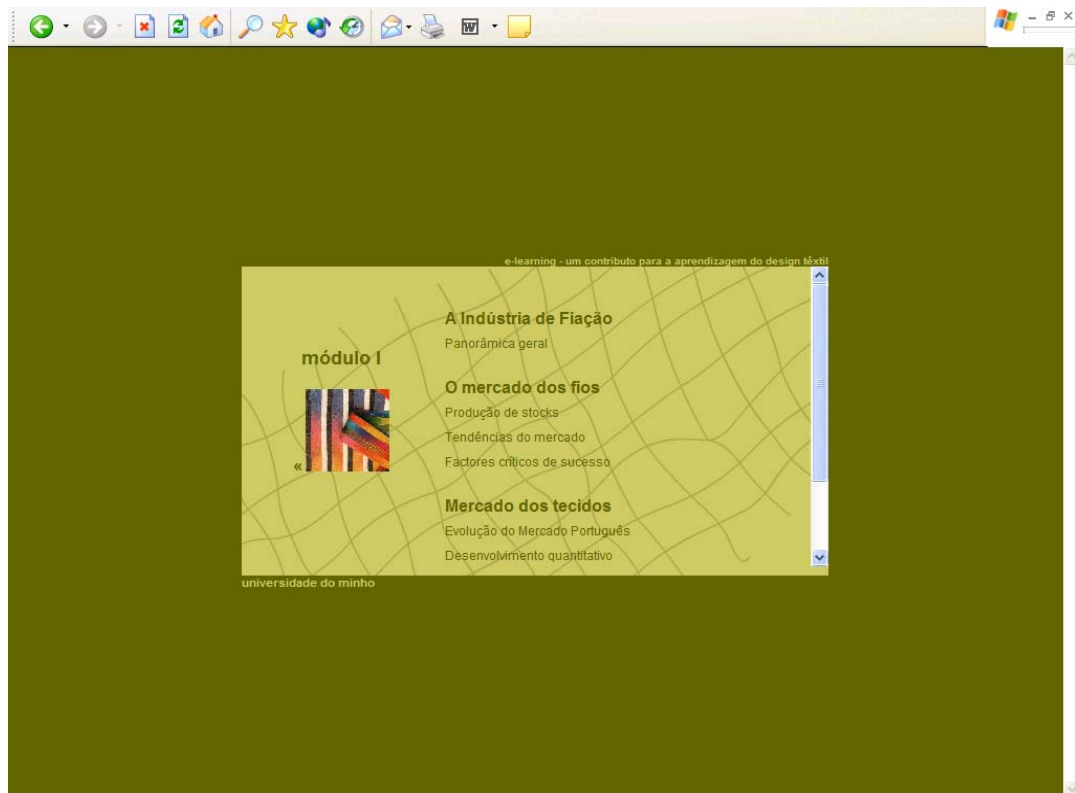 e-learning - um contributo para a aprendizagem do design têxtil
módulo I
«
A Indústria de Fiação
Panorâmica geral
O mercado dos fios
Produção de stocks
Tendências do mercado
Factores críticos de sucesso
Mercado dos tecidos
Evolução do Mercado Português
Desenvolvimento quantitativo
universidade do minho